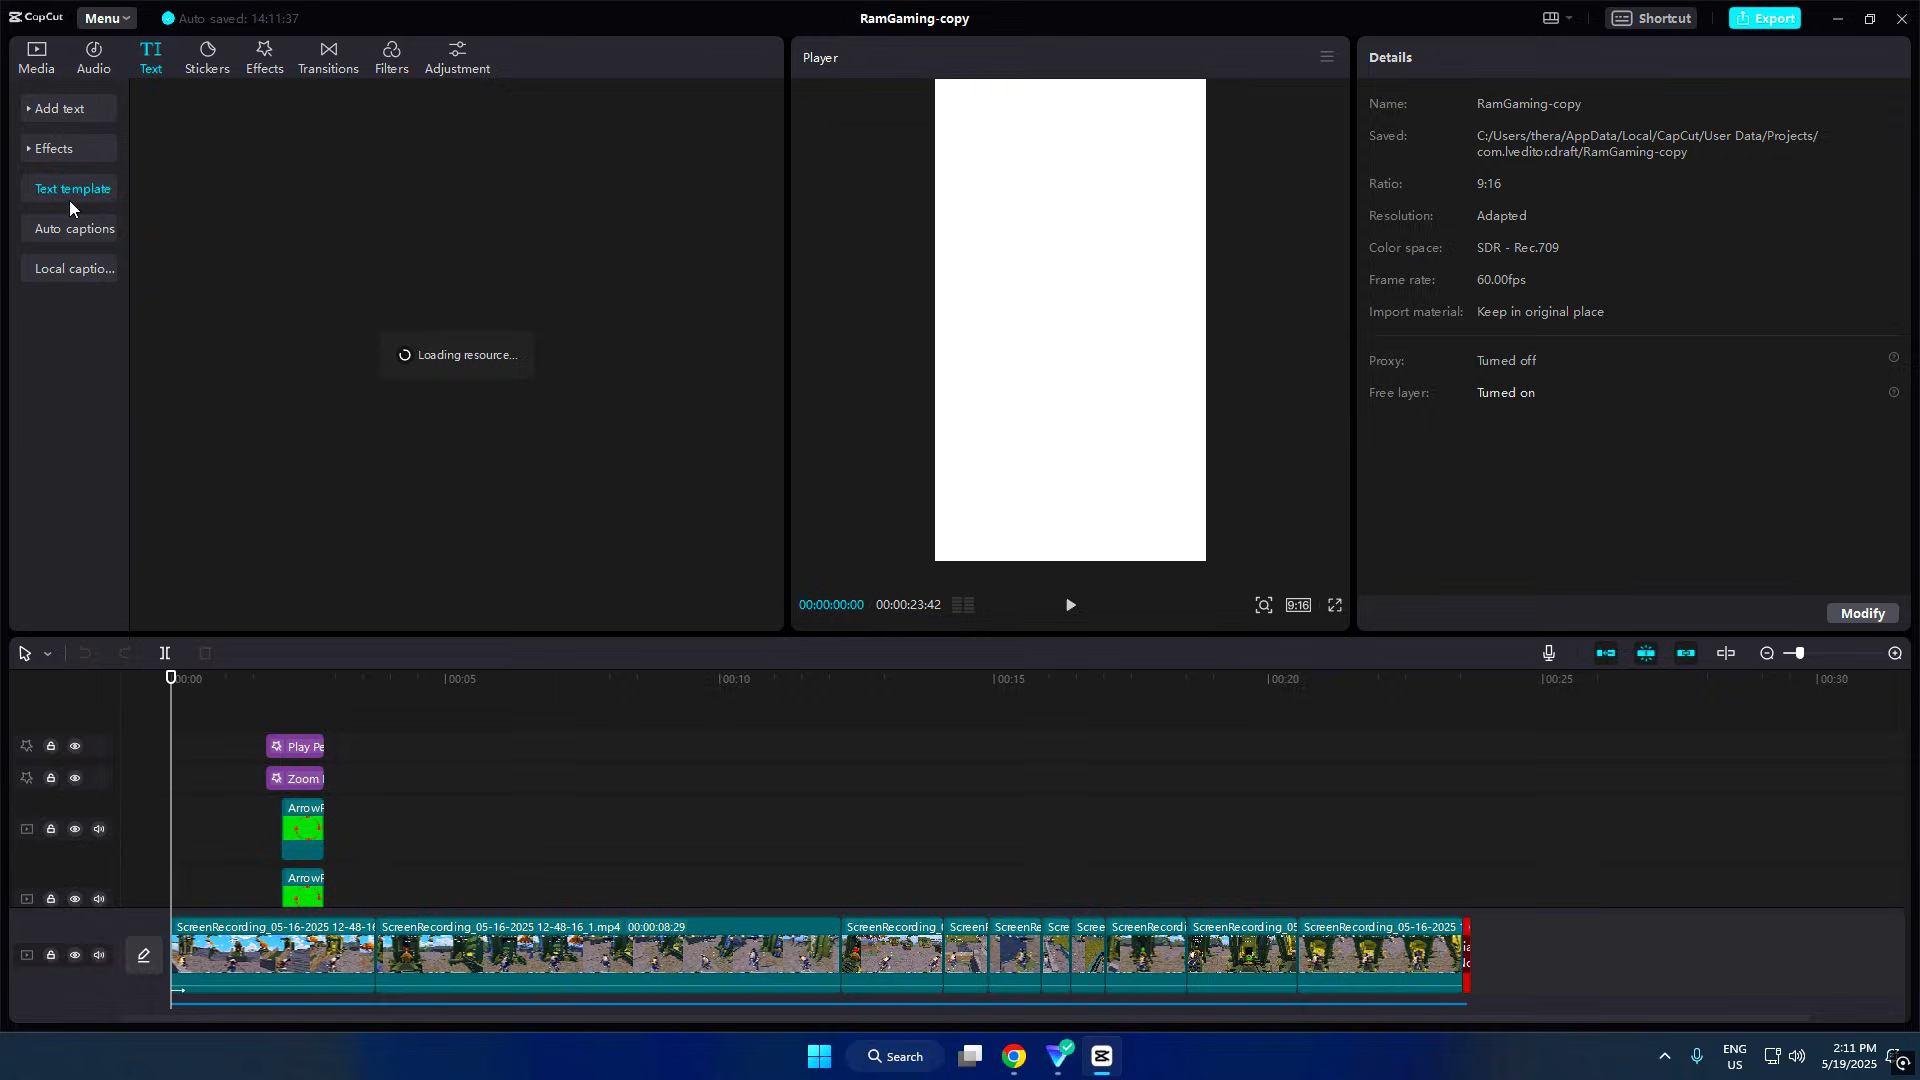 CapCut
Menu
Auto saved: 14:11:37
RamGaming-copy
Shortcut
Export
Media
Audio
TI
Text
Stickers
Effects
Transitions
Filters
Adjustment
Add text
Effects
Text template
Auto captions
Local captio...
Loading resource...
Player
00:00:00:00
00:00:23:42
9:16
Details
Name: RamGaming-copy
Saved: C:/Users/thera/AppData/Local/CapCut/User Data/Projects/
com.lveditor.draft/RamGaming-copy
Ratio: 9:16
Resolution: Adapted
Color space: SDR - Rec.709
Frame rate: 60.00fps
Import material: Keep in original place
Proxy: Turned off
Free layer: Turned on
Modify
00:00
00:05
00:10
00:15
00:20
00:25
00:30
Play Pe
Zoom
ArrowF
ArrowF
ScreenRecording_05-16-2025 12-48-16
ScreenRecording_05-16-2025 12-48-16_1.mp4 00:00:08:29
ScreenRecording_
ScreenF
ScreenRe
Scre
Scree
ScreenRecordi
ScreenRecording_05
ScreenRecording_05-16-2025
Search
ENG
US
2:11 PM
5/19/2025